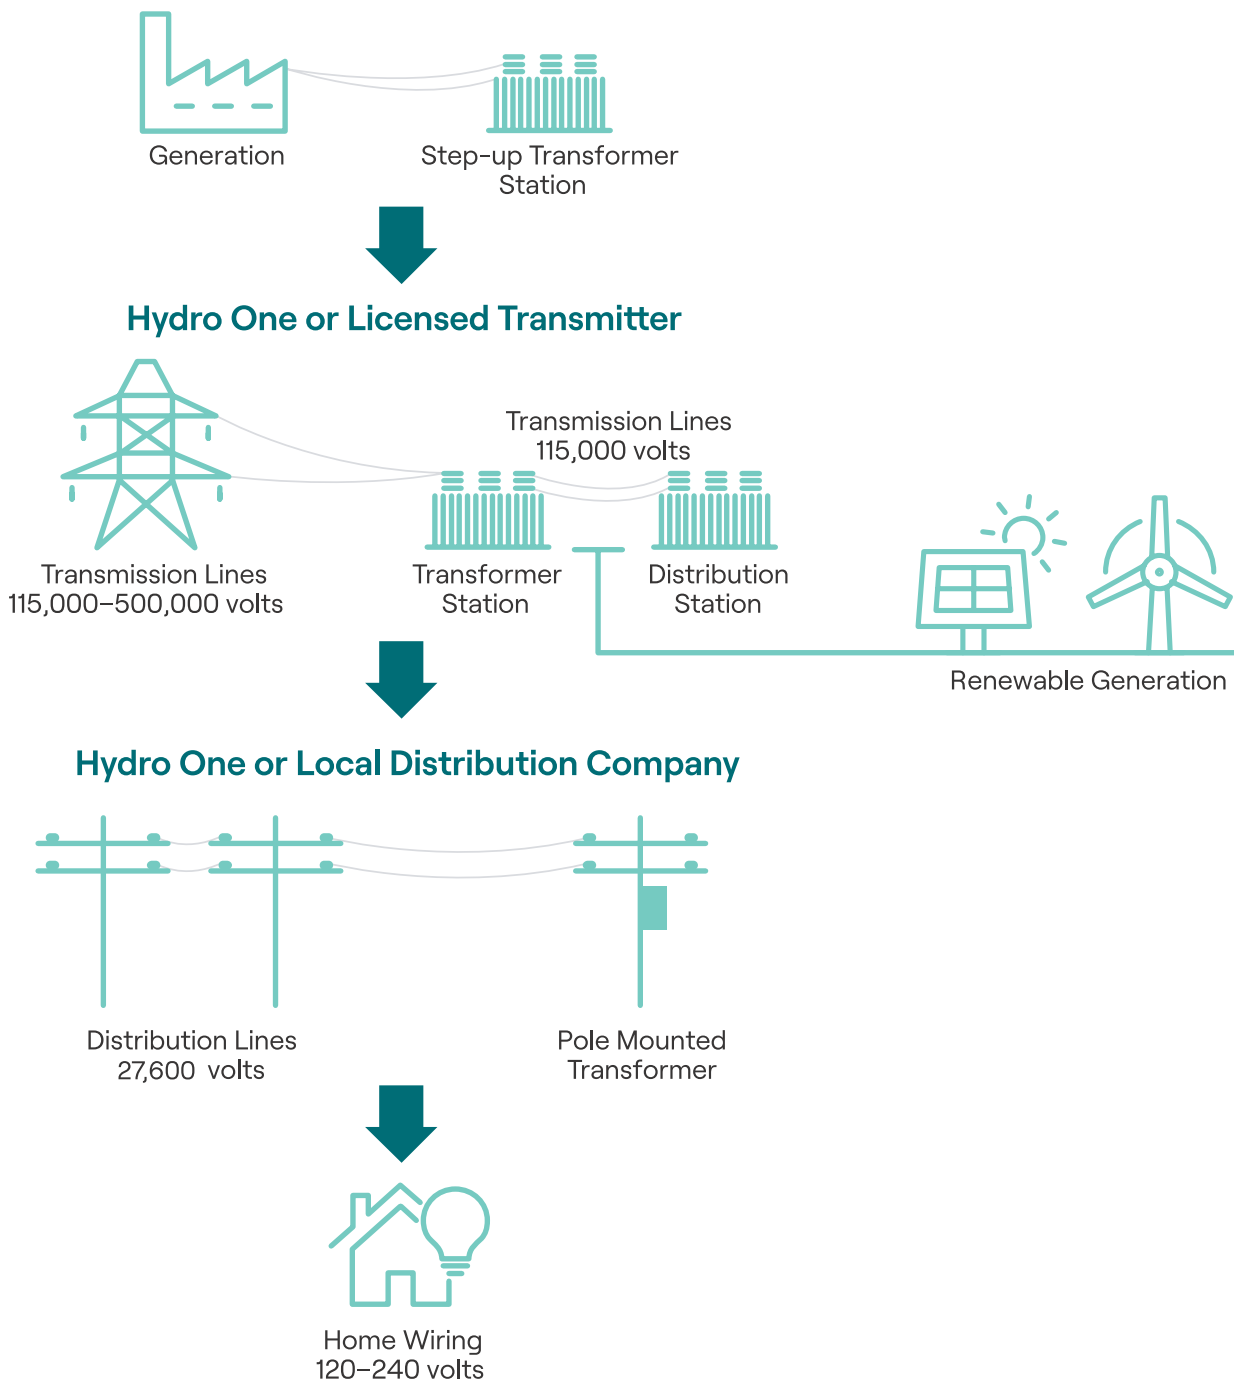 Generation
Step-up Transformer
Station
Hydro One or Licensed Transmitter
Transmission Lines
115,000 volts
Transmission Lines
115,000–500,000 volts
Transformer
Station
Distribution
Station
Renewable Generation
Hydro One or Local Distribution Company
Distribution Lines
27,600 volts
Pole Mounted
Transformer
Home Wiring
120–240 volts